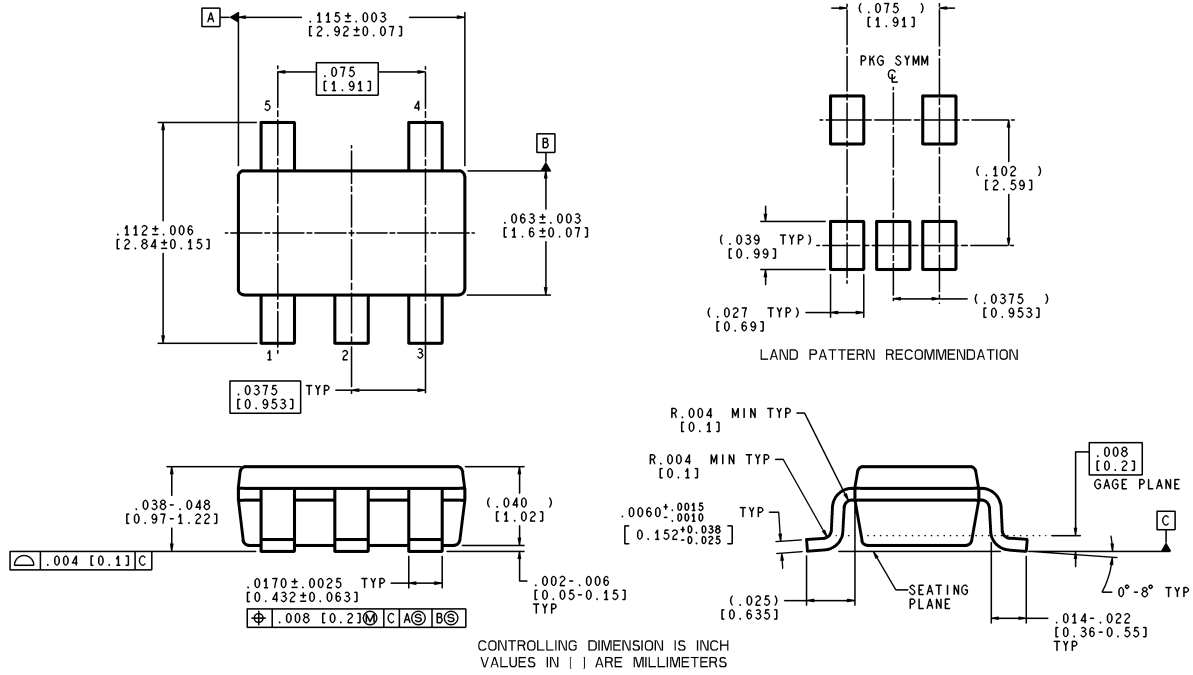 A
.115±.003
[2.92±0.07]
.075
[1.91]
5
4
B
.112±.006
[2.84±0.15]
.063±.003
[1.6±0.07]
1
2
3
.0375 TYP
[0.953]
(.075 )
[1.91]
PKG SYMM
℄
(.102 )
[2.59]
(.039 TYP)
[0.99]
(.027 TYP)
[0.69]
(.0375 )
[0.953]
LAND PATTERN RECOMMENDATION
.038-.048
[0.97-1.22]
(.040 )
[1.02]
⌓ .004 [0.1] C
.0170±.0025 TYP
[0.432±0.063]
⌖ .008 [0.2]Ⓜ C AⓈ BⓈ
.002-.006
[0.05-0.15]
TYP
R.004 MIN TYP
[0.1]
R.004 MIN TYP
[0.1]
.0060+.0015 -.0010 TYP
[0.152+0.038 -0.025]
.008
[0.2]
GAGE PLANE
C
SEATING
PLANE
(.025)
[0.635]
0°-8° TYP
.014-.022
[0.36-0.55]
TYP
CONTROLLING DIMENSION IS INCH
VALUES IN [ ] ARE MILLIMETERS